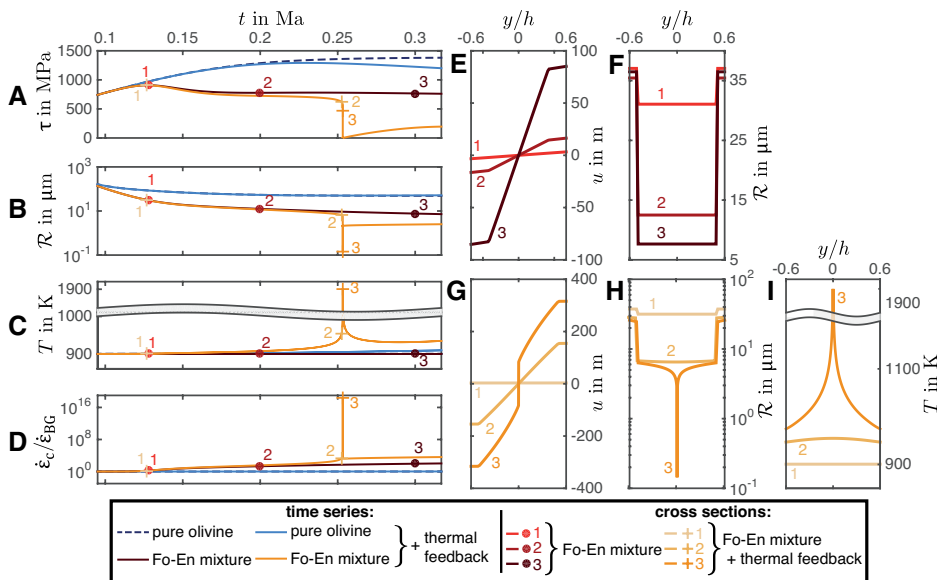 t in Ma
0.1 0.15 0.2 0.25 0.3
A
τ in MPa
1500
1000
500
0
1 2 3
1 2 3
B
ℛ in μm
10³
10¹
10⁻¹
1 2 3
1 2 3
C
T in K
1900
1000
900
1 2 3
1 2 3
D
ε̇c/ε̇BG
10¹⁶
10⁸
10⁰
1 2 3
1 2 3
y/h
-0.6 0 0.6
E
u in m
100
50
0
-50
-100
1
2
3
y/h
-0.6 0 0.6
F
ℛ in μm
35
25
15
5
1
2
3
G
u in m
400
200
0
-200
-400
1
2
3
H
ℛ in μm
10²
10¹
10⁰
10⁻¹
1
2
3
y/h
-0.6 0 0.6
I
T in K
1900
1100
900
3
2
1
time series:
pure olivine pure olivine
Fo-En mixture Fo-En mixture
+ thermal
feedback
cross sections:
1
2
3
Fo-En mixture
1
2
3
Fo-En mixture
+ thermal feedback